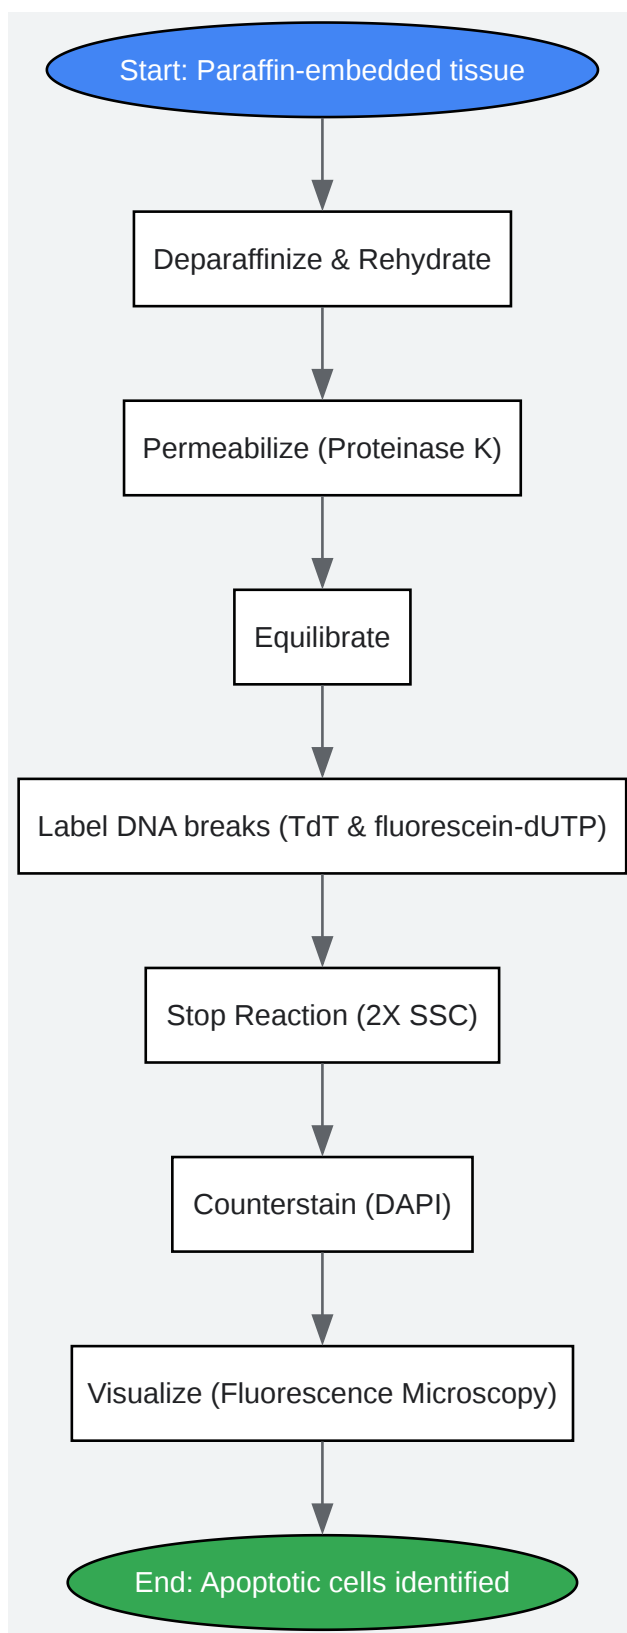 Start: Paraffin-embedded tissue
Deparaffinize & Rehydrate
Permeabilize (Proteinase K)
Equilibrate
Label DNA breaks (TdT & fluorescein-dUTP)
Stop Reaction (2X SSC)
Counterstain (DAPI)
Visualize (Fluorescence Microscopy)
End: Apoptotic cells identified